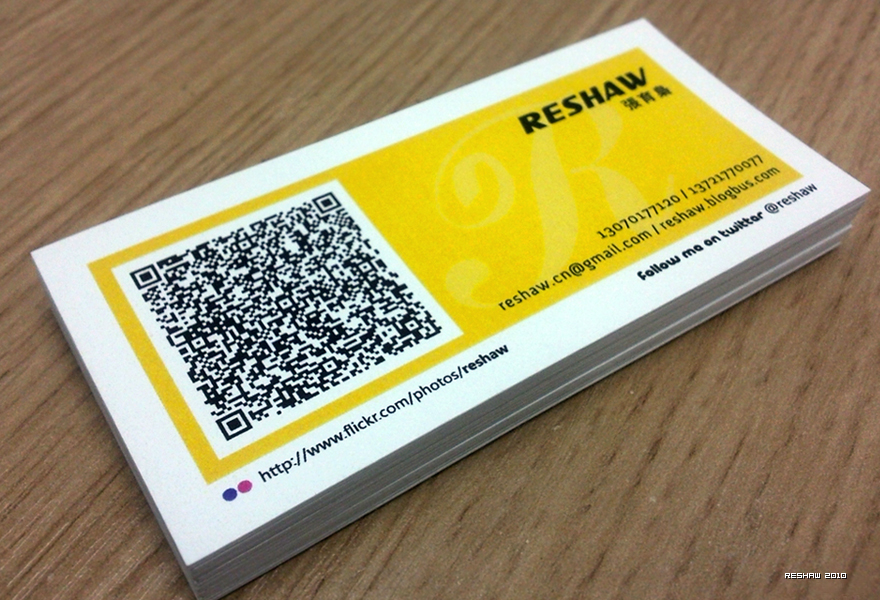 RESHAW
13070177120 / 13721770077
reshaw.cn@gmail.com / reshaw.blogbus.com
follow me on twitter @reshaw
http://www.flickr.com/photos/reshaw
RESHAW 2010